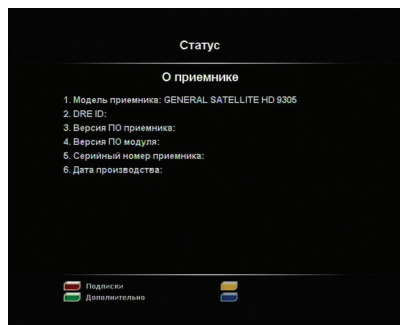 Статус
О приемнике
1. Модель приемника: GENERAL SATELLITE HD 9305
2. DRE ID:
3. Версия ПО приемника:
4. Версия ПО модуля:
5. Серийный номер приемника:
6. Дата производства:
Подписки
Дополнительно